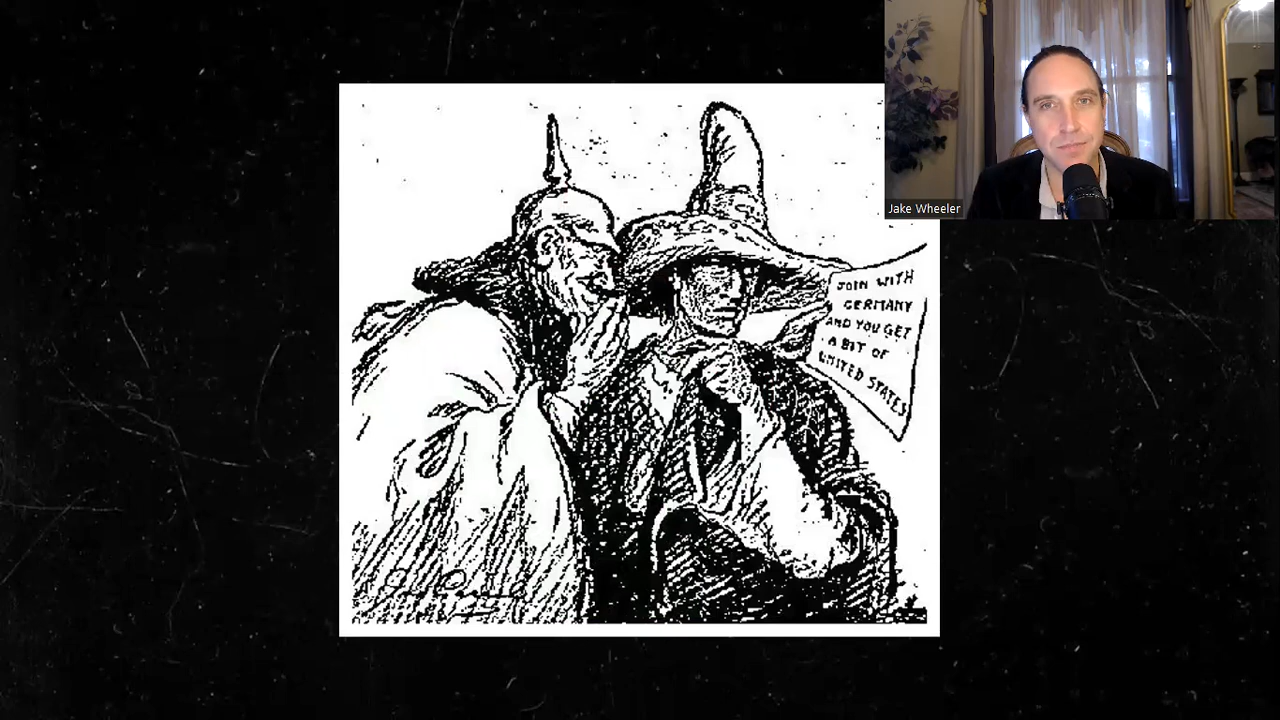 Jake Wheeler
JOIN WITH
GERMANY
AND YOU GET
A BIT OF
UNITED STATES